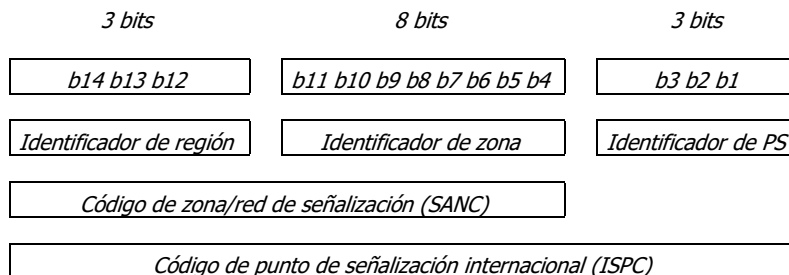 3 bits 8 bits 3 bits
b14 b13 b12 b11 b10 b9 b8 b7 b6 b5 b4 b3 b2 b1
Identificador de región Identificador de zona Identificador de PS
Código de zona/red de señalización (SANC)
Código de punto de señalización internacional (ISPC)